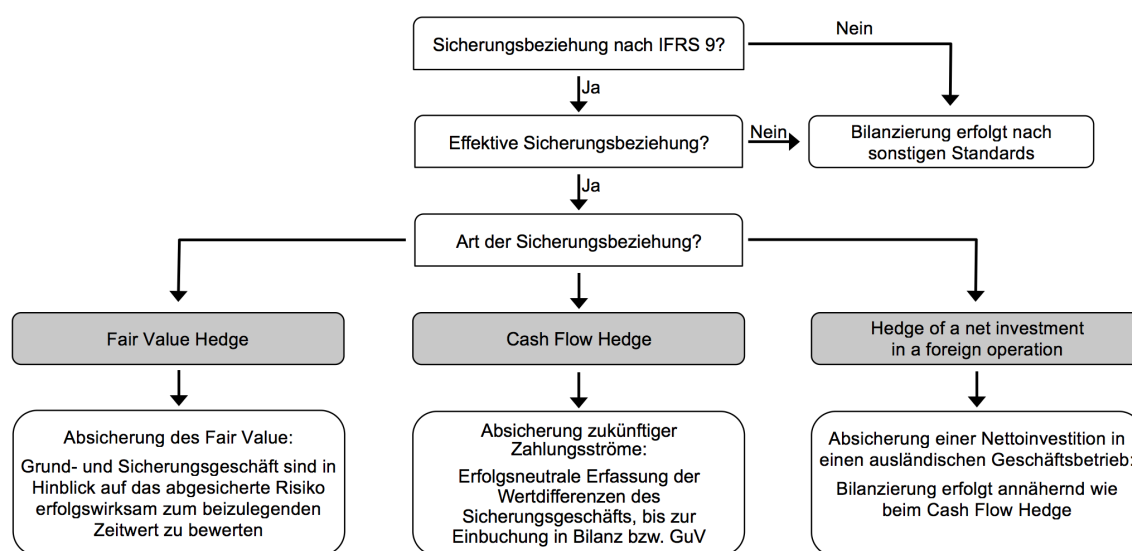 Sicherungsbeziehung nach IFRS 9?
Nein
Ja
Effektive Sicherungsbeziehung?
Nein
Bilanzierung erfolgt nach
sonstigen Standards
Ja
Art der Sicherungsbeziehung?
Fair Value Hedge
Cash Flow Hedge
Hedge of a net investment
in a foreign operation
Absicherung des Fair Value:
Grund- und Sicherungsgeschäft sind in
Hinblick auf das abgesicherte Risiko
erfolgswirksam zum beizulegenden
Zeitwert zu bewerten
Absicherung zukünftiger
Zahlungsströme:
Erfolgsneutrale Erfassung der
Wertdifferenzen des
Sicherungsgeschäfts, bis zur
Einbuchung in Bilanz bzw. GuV
Absicherung einer Nettoinvestition in
einen ausländischen Geschäftsbetrieb:
Bilanzierung erfolgt annähernd wie
beim Cash Flow Hedge